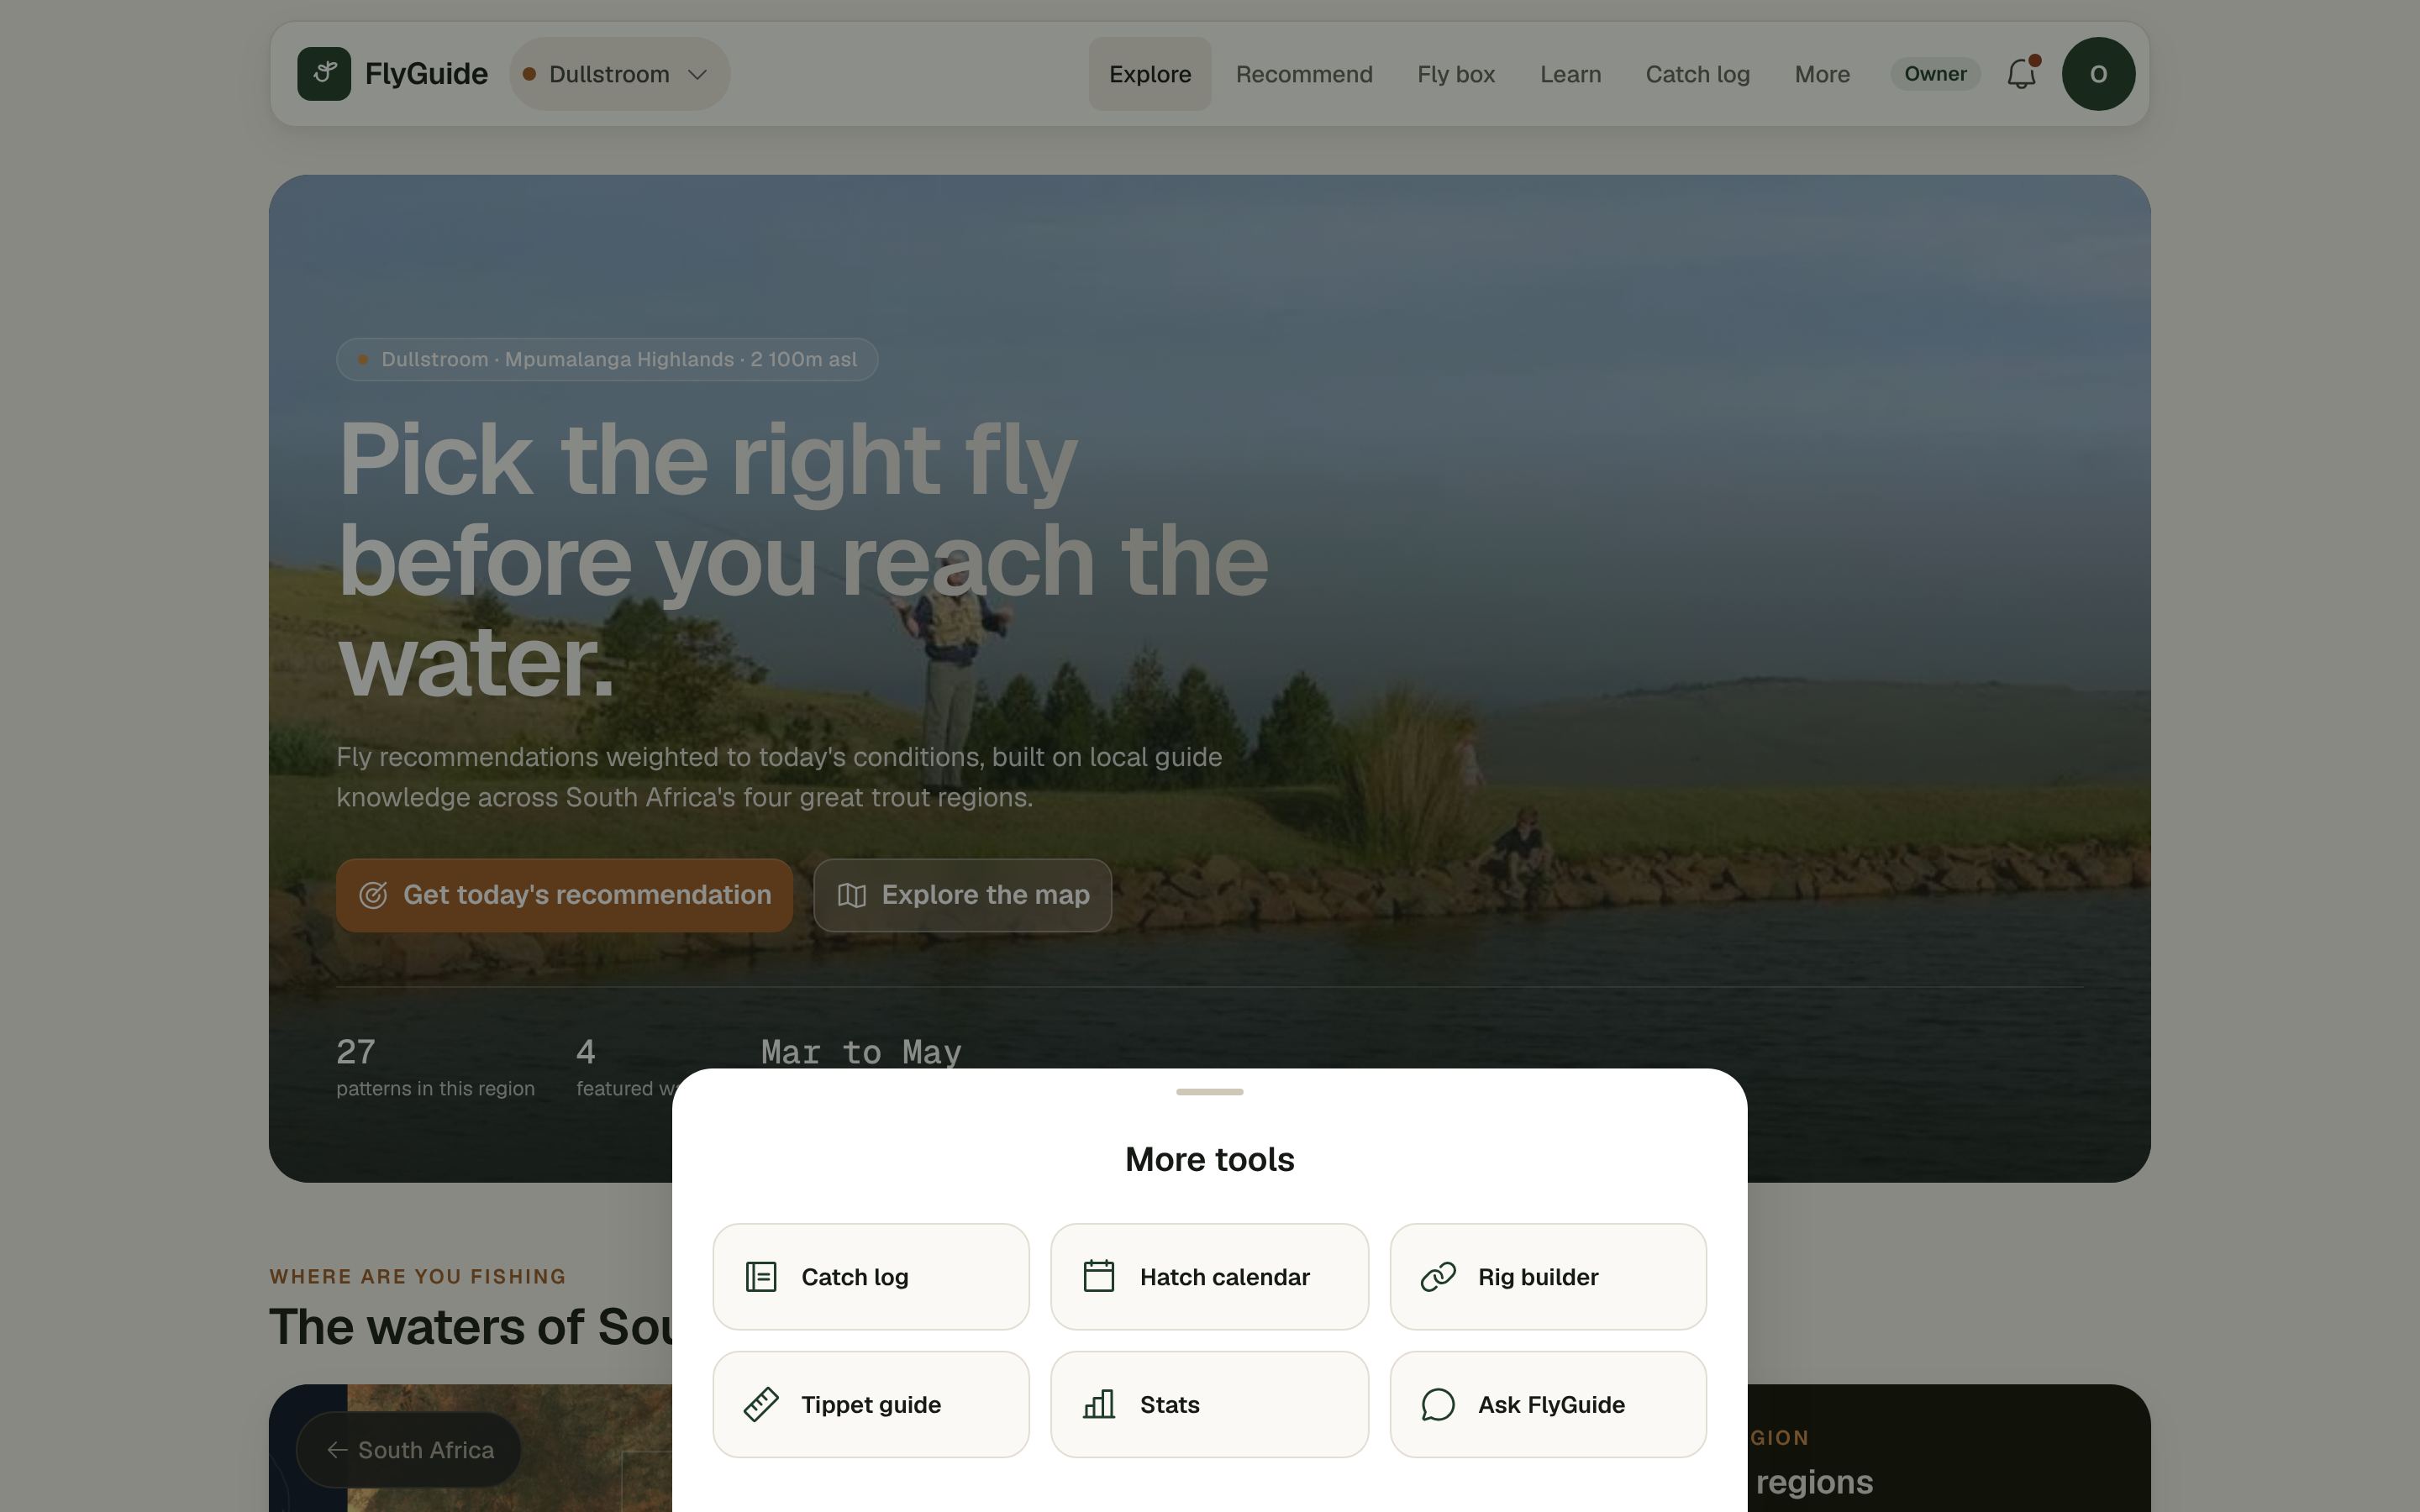 FlyGuide
Dullstroom
Explore
Recommend
Fly box
Learn
Catch log
More
Owner
O
Dullstroom · Mpumalanga Highlands · 2 100m asl
Pick the right fly
before you reach the
water.
Fly recommendations weighted to today's conditions, built on local guide
knowledge across South Africa's four great trout regions.
Get today's recommendation
Explore the map
27
patterns in this region
4
featured
Mar to May
More tools
Catch log
Hatch calendar
Rig builder
Tippet guide
Stats
Ask FlyGuide
WHERE ARE YOU FISHING
The waters of
South Africa
regions